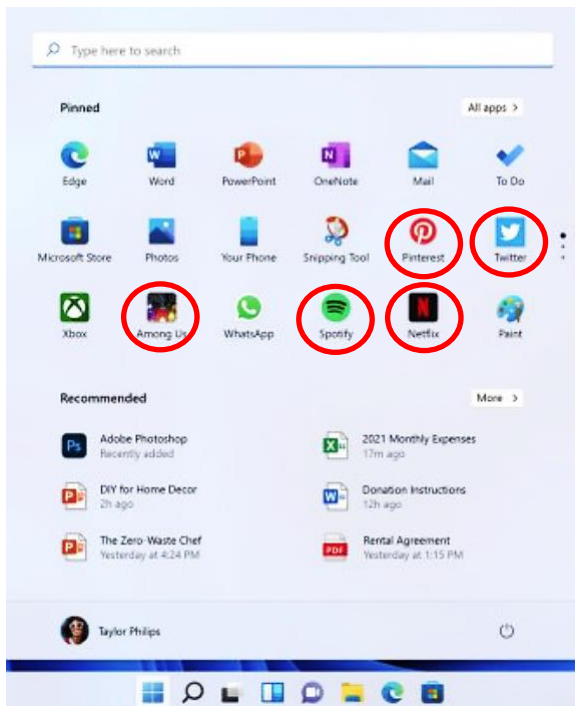 Type here to search
Pinned
All apps >
Edge Word PowerPoint OneNote Mail To Do
Microsoft Store Photos Your Phone Snipping Tool Pinterest Twitter
Xbox Among Us WhatsApp Spotify Netflix Paint
Recommended
More >
Adobe Photoshop
Recently added
2021 Monthly Expenses
17m ago
DIY for Home Decor
2h ago
Donation Instructions
12h ago
The Zero-Waste Chef
Yesterday at 4:24 PM
Rental Agreement
Yesterday at 1:15 PM
Taylor Philips